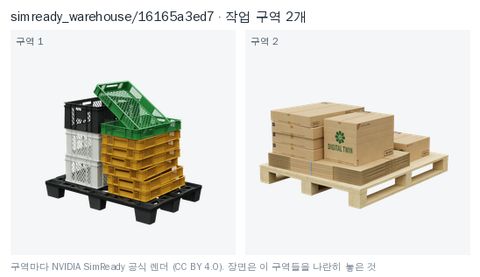 simready_warehouse/16165a3ed7 · 작업 구역 2개
구역 1
구역 2
DIGITAL TWIN
구역마다 NVIDIA SimReady 공식 렌더 (CC BY 4.0). 장면은 이 구역들을 나란히 놓은 것